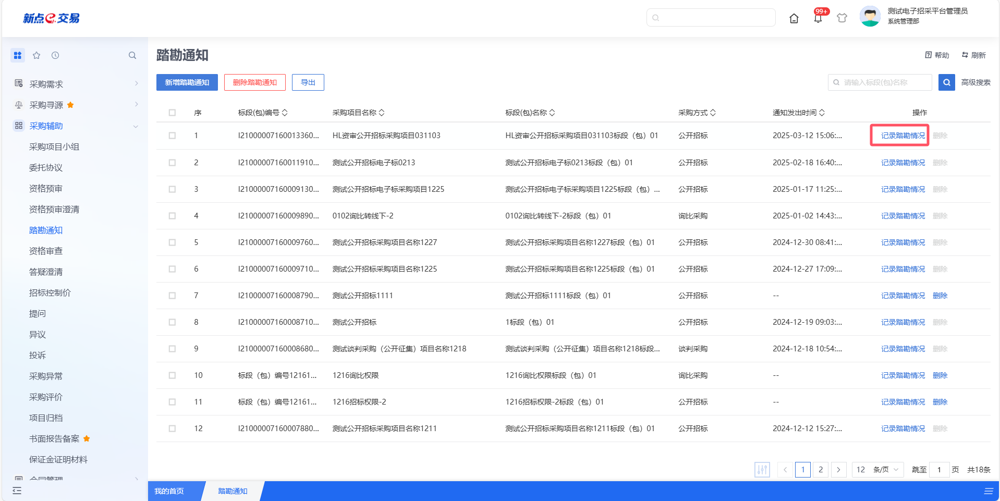 新点e交易
99+
测试电子招采平台管理员
系统管理部
采购需求
采购寻源
采购辅助
采购项目小组
委托协议
资格预审
资格预审澄清
踏勘通知
资格审查
答疑澄清
招标控制价
提问
异议
投诉
采购异常
采购评价
项目归档
书面报告备案
保证金证明材料
合同管理
踏勘通知
帮助 刷新
新增踏勘通知 删除踏勘通知 导出
请输入标段(包)名称 高级搜索
序 标段(包)编号 采购项目名称 标段(包)名称 采购方式 通知发出时间 操作
1 I21000007160013360... HL资审公开招标采购项目031103 HL资审公开招标采购项目031103标段（包）01 公开招标 2025-03-12 15:06:... 记录踏勘情况 删除
2 I21000007160011910... 测试公开招标电子标0213 测试公开招标电子标0213标段（包）01 公开招标 2025-02-18 16:40:... 记录踏勘情况 删除
3 I21000007160009130... 测试公开招标电子标采购项目1225 测试公开招标电子标采购项目1225标段（包）... 公开招标 2025-01-17 11:25:... 记录踏勘情况 删除
4 I21000007160009890... 0102询比转线下-2 0102询比转线下-2标段（包）01 询比采购 2025-01-02 14:43:... 记录踏勘情况 删除
5 I21000007160009760... 测试公开招标采购项目名称1227 测试公开招标采购项目名称1227标段（包）01 公开招标 2024-12-30 08:41:... 记录踏勘情况 删除
6 I21000007160009710... 测试公开招标采购项目名称1225 测试公开招标采购项目名称1225标段（包）01 公开招标 2024-12-27 17:09:... 记录踏勘情况 删除
7 I21000007160008790... 测试公开招标1111 测试公开招标1111标段（包）01 公开招标 -- 记录踏勘情况 删除
8 I21000007160008710... 测试公开招标 1标段（包）01 公开招标 2024-12-19 09:03:... 记录踏勘情况 删除
9 I21000007160008680... 测试谈判采购（公开征集）项目名称1218 测试谈判采购（公开征集）项目名称1218标段... 谈判采购 2024-12-18 10:54:... 记录踏勘情况 删除
10 标段（包）编号12161... 1216询比权限 1216询比权限标段（包）01 询比采购 -- 记录踏勘情况 删除
11 标段（包）编号12161... 1216招标权限-2 1216招标权限-2标段（包）01 公开招标 -- 记录踏勘情况 删除
12 I21000007160007880... 测试公开招标采购项目名称1211 测试公开招标采购项目名称1211标段（包）01 公开招标 2024-12-12 15:27:... 记录踏勘情况 删除
1 2 12 条/页 跳至 1 页 共18条
我的首页 踏勘通知